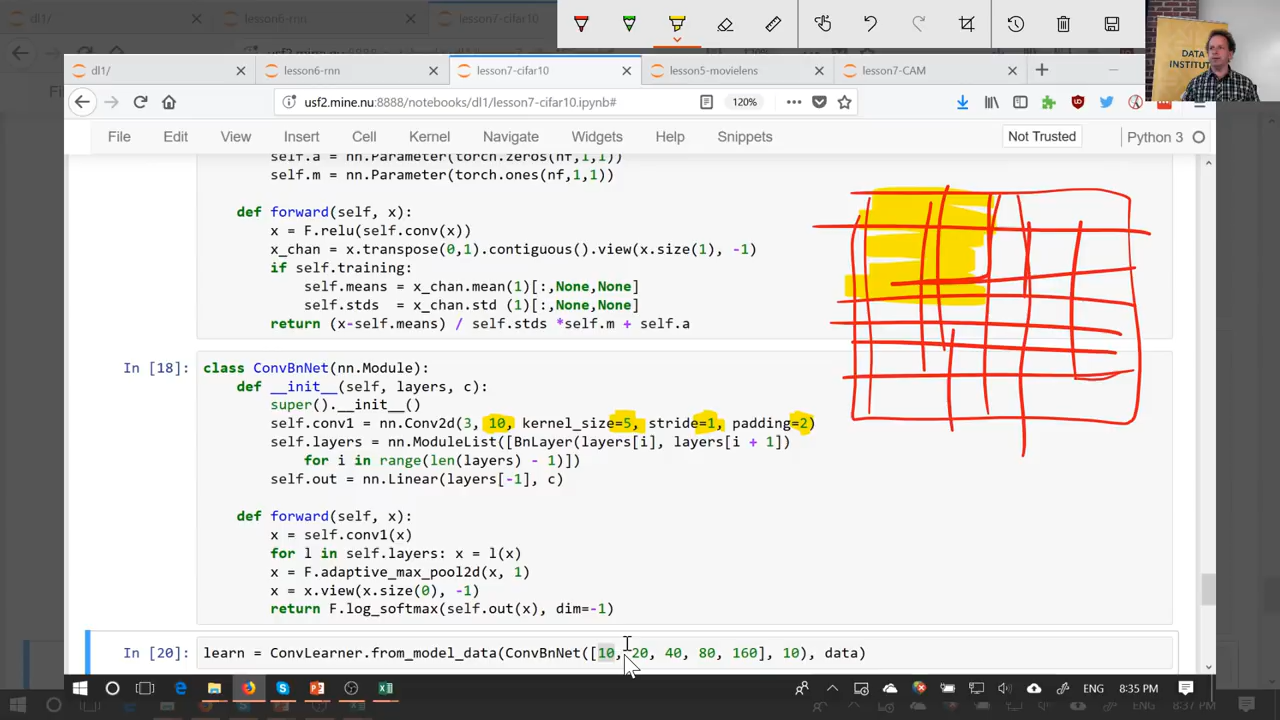 dl1/
lesson6-rnn
lesson7-cifar10
DATA
INSTITUTE
dl1/
lesson6-rnn
lesson7-cifar10
lesson5-movielens
lesson7-CAM
usf2.mine.nu:8888/notebooks/dl1/lesson7-cifar10.ipynb#
120%
File Edit View Insert Cell Kernel Navigate Widgets Help Snippets
Not Trusted
Python 3
self.a = nn.Parameter(torch.zeros(nf,1,1))
self.m = nn.Parameter(torch.ones(nf,1,1))
def forward(self, x):
x = F.relu(self.conv(x))
x_chan = x.transpose(0,1).contiguous().view(x.size(1), -1)
if self.training:
self.means = x_chan.mean(1)[:,None,None]
self.stds = x_chan.std (1)[:,None,None]
return (x-self.means) / self.stds *self.m + self.a
In [18]:
class ConvBnNet(nn.Module):
def __init__(self, layers, c):
super().__init__()
self.conv1 = nn.Conv2d(3, 10, kernel_size=5, stride=1, padding=2)
self.layers = nn.ModuleList([BnLayer(layers[i], layers[i + 1])
for i in range(len(layers) - 1)])
self.out = nn.Linear(layers[-1], c)
def forward(self, x):
x = self.conv1(x)
for l in self.layers: x = l(x)
x = F.adaptive_max_pool2d(x, 1)
x = x.view(x.size(0), -1)
return F.log_softmax(self.out(x), dim=-1)
In [20]:
learn = ConvLearner.from_model_data(ConvBnNet([10, 20, 40, 80, 160], 10), data)
ENG
8:35 PM
ENG
8:37 PM